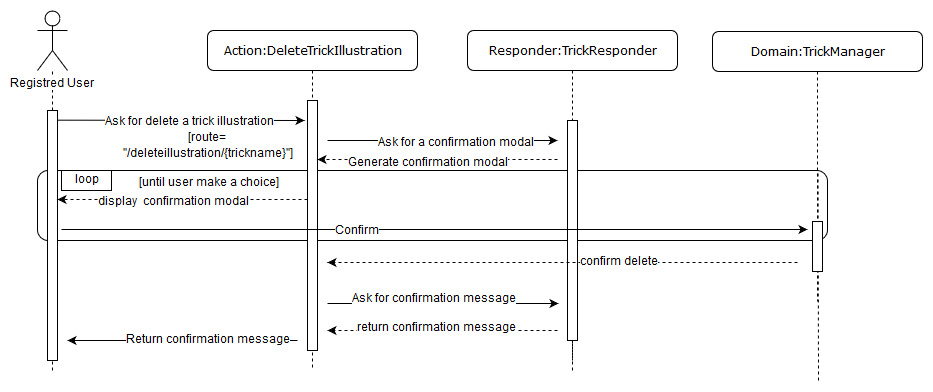 Action:DeleteTrickIllustration
Responder:TrickResponder
Domain:TrickManager
Registred User
Ask for delete a trick illustration
[route=
"/deleteillustration/{trickname}"]
Ask for a confirmation modal
Generate confirmation modal
loop
[until user make a choice]
display confirmation modal
Confirm
confirm delete
Ask for confirmation message
return confirmation message
Return confirmation message